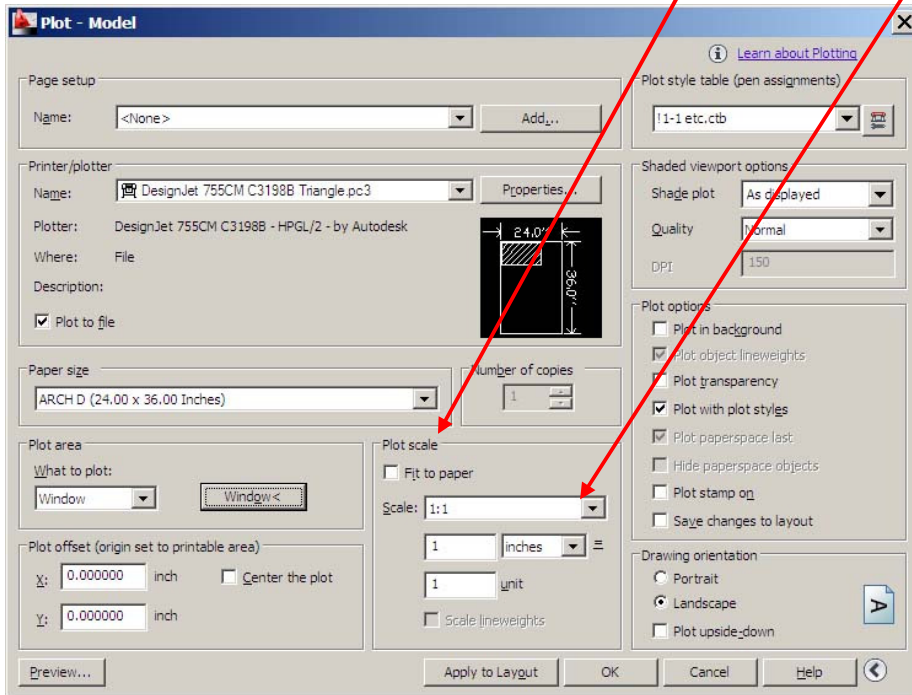 Plot - Model
Learn about Plotting
Page setup
Name: <None> Add...
Plot style table (pen assignments)
!1-1 etc.ctb
Printer/plotter
Name: DesignJet 755CM C3198B Triangle.pc3 Properties...
Plotter: DesignJet 755CM C3198B - HPGL/2 - by Autodesk
Where: File
Description:
Plot to file
24.0''
36.0''
Shaded viewport options
Shade plot As displayed
Quality Normal
DPI 150
Paper size
ARCH D (24.00 x 36.00 Inches)
Number of copies
1
Plot options
Plot in background
Plot object lineweights
Plot transparency
Plot with plot styles
Plot paperspace last
Hide paperspace objects
Plot stamp on
Save changes to layout
Plot area
What to plot:
Window Window<
Plot scale
Fit to paper
Scale: 1:1
1 inches =
1 unit
Scale lineweights
Plot offset (origin set to printable area)
X: 0.000000 inch Center the plot
Y: 0.000000 inch
Drawing orientation
Portrait
Landscape
Plot upside-down
A
Preview... Apply to Layout OK Cancel Help